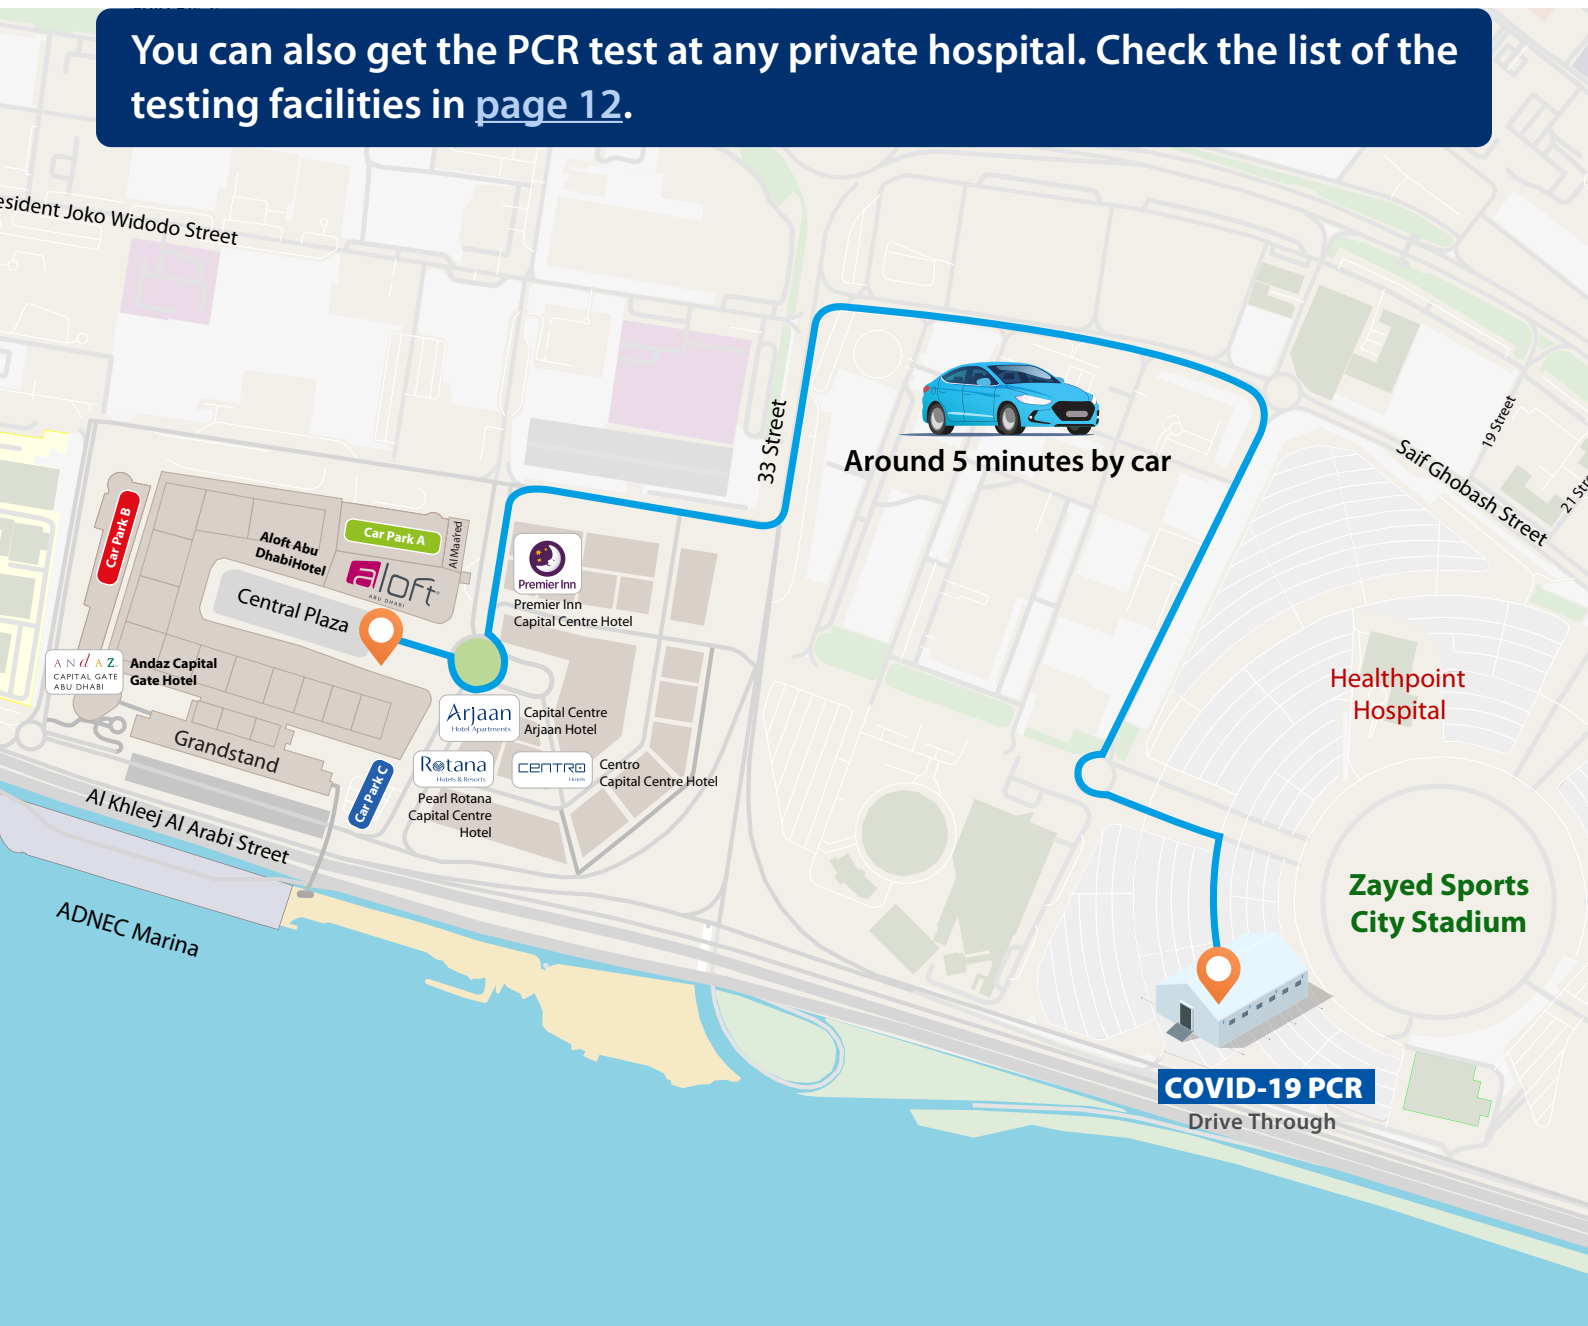 You can also get the PCR test at any private hospital. Check the list of the
testing facilities in page 12.
esident Joko Widodo Street
33 Street
Around 5 minutes by car
19 Street
Saif Ghobash Street
21 Stre
Car Park B
Aloft Abu
DhabiHotel
Car Park A
Al Maared
aloft
ABU DHABI
Central Plaza
Premier Inn
Premier Inn
Capital Centre Hotel
ANdAZ
CAPITAL GATE
ABU DHABI
Andaz Capital
Gate Hotel
Healthpoint
Hospital
Arjaan
Hotel Apartments
Capital Centre
Arjaan Hotel
Grandstand
Rotana
Hotels & Resorts
CENTRO
Hotels
Centro
Capital Centre Hotel
Car Park C
Pearl Rotana
Capital Centre
Hotel
Al Khleej Al Arabi Street
ADNEC Marina
Zayed Sports
City Stadium
COVID-19 PCR
Drive Through